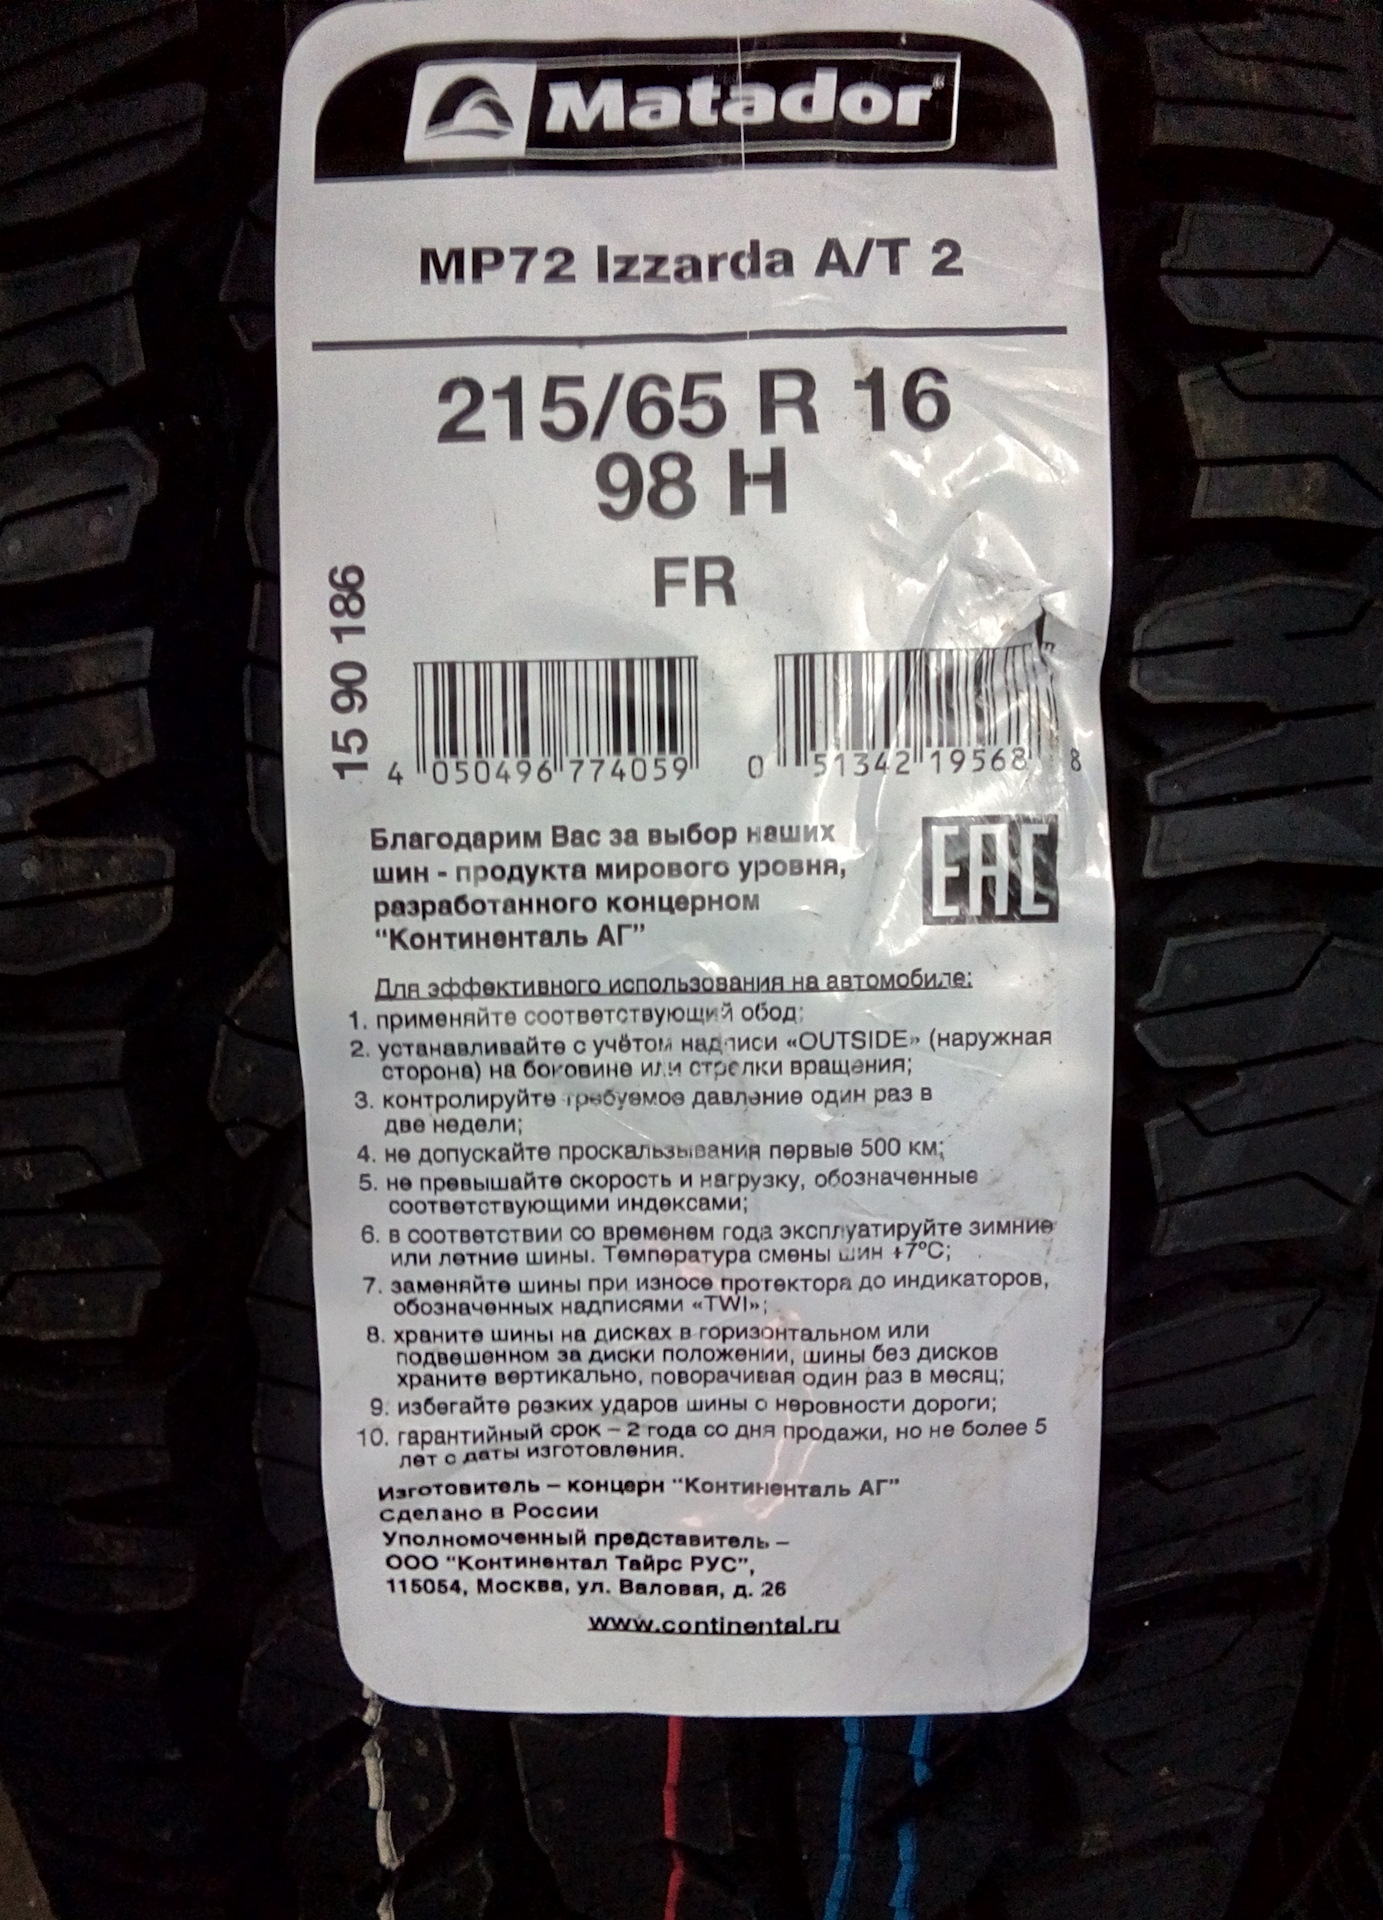 Matador®
MP72 Izzarda A/T 2
215/65 R 16
98 H
FR
15 90 186
4 050496 774059
0 51342 19568 8
Благодарим Вас за выбор наших
шин - продукта мирового уровня,
разработанного концерном
“Континенталь АГ”
EAC
Для эффективного использования на автомобиле:
1. применяйте соответствующий обод;
2. устанавливайте с учётом надписи «OUTSIDE» (наружная
сторона) на боковине или стрелки вращения;
3. контролируйте требуемое давление один раз в
две недели;
4. не допускайте проскальзывания первые 500 км;
5. не превышайте скорость и нагрузку, обозначенные
соответствующими индексами;
6. в соответствии со временем года эксплуатируйте зимние
или летние шины. Температура смены шин +7°C;
7. заменяйте шины при износе протектора до индикаторов,
обозначенных надписями «TWI»;
8. храните шины на дисках в горизонтальном или
подвешенном за диски положении, шины без дисков
храните вертикально, поворачивая один раз в месяц;
9. избегайте резких ударов шины о неровности дороги;
10. гарантийный срок – 2 года со дня продажи, но не более 5
лет с даты изготовления.
Изготовитель – концерн “Континенталь АГ”
Сделано в России
Уполномоченный представитель –
ООО “Континентал Тайрс РУС”,
115054, Москва, ул. Валовая, д. 26
www.continental.ru